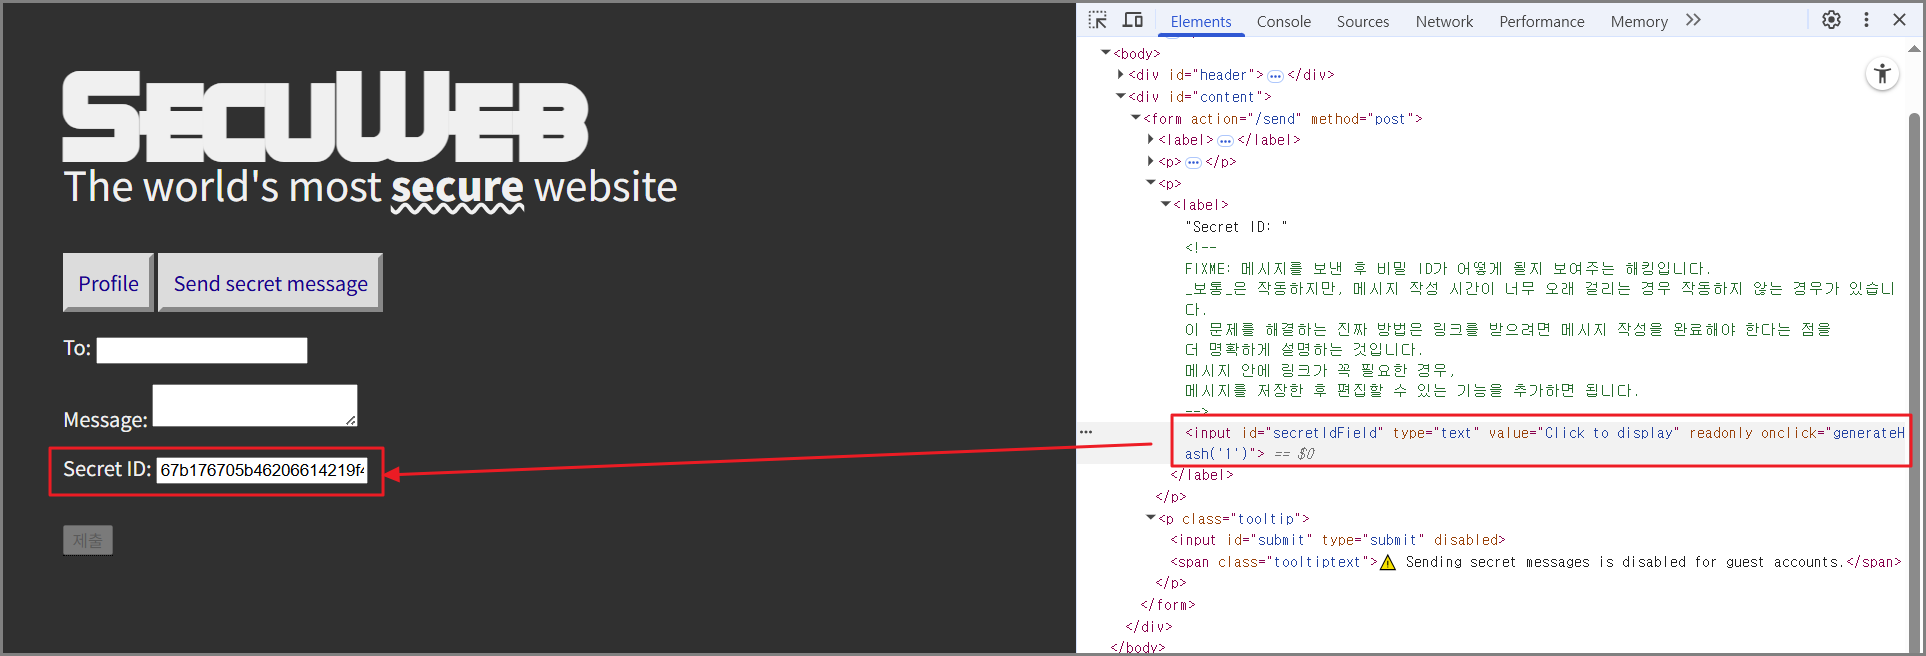 SECUWEB
The world's most secure website
Profile
Send secret message
To:
Message:
Secret ID: 67b176705b46206614219f4
제출
Elements Console Sources Network Performance Memory
<body>
<div id="header"> </div>
<div id="content">
<form action="/send" method="post">
<label> </label>
<p> </p>
<p>
<label>
"Secret ID: "
<!--
FIXME: 메시지를 보낸 후 비밀 ID가 어떻게 될지 보여주는 해킹입니다.
_보통_은 작동하지만, 메시지 작성 시간이 너무 오래 걸리는 경우 작동하지 않는 경우가 있습니
다.
이 문제를 해결하는 진짜 방법은 링크를 받으려면 메시지 작성을 완료해야 한다는 점을
더 명확하게 설명하는 것입니다.
메시지 안에 링크가 꼭 필요한 경우,
메시지를 저장한 후 편집할 수 있는 기능을 추가하면 됩니다.
-->
<input id="secretIdField" type="text" value="Click to display" readonly onclick="generateH
ash('1')"> == $0
</label>
</p>
<p class="tooltip">
<input id="submit" type="submit" disabled>
<span class="tooltiptext">⚠ Sending secret messages is disabled for guest accounts.</span>
</p>
</form>
</div>
</body>